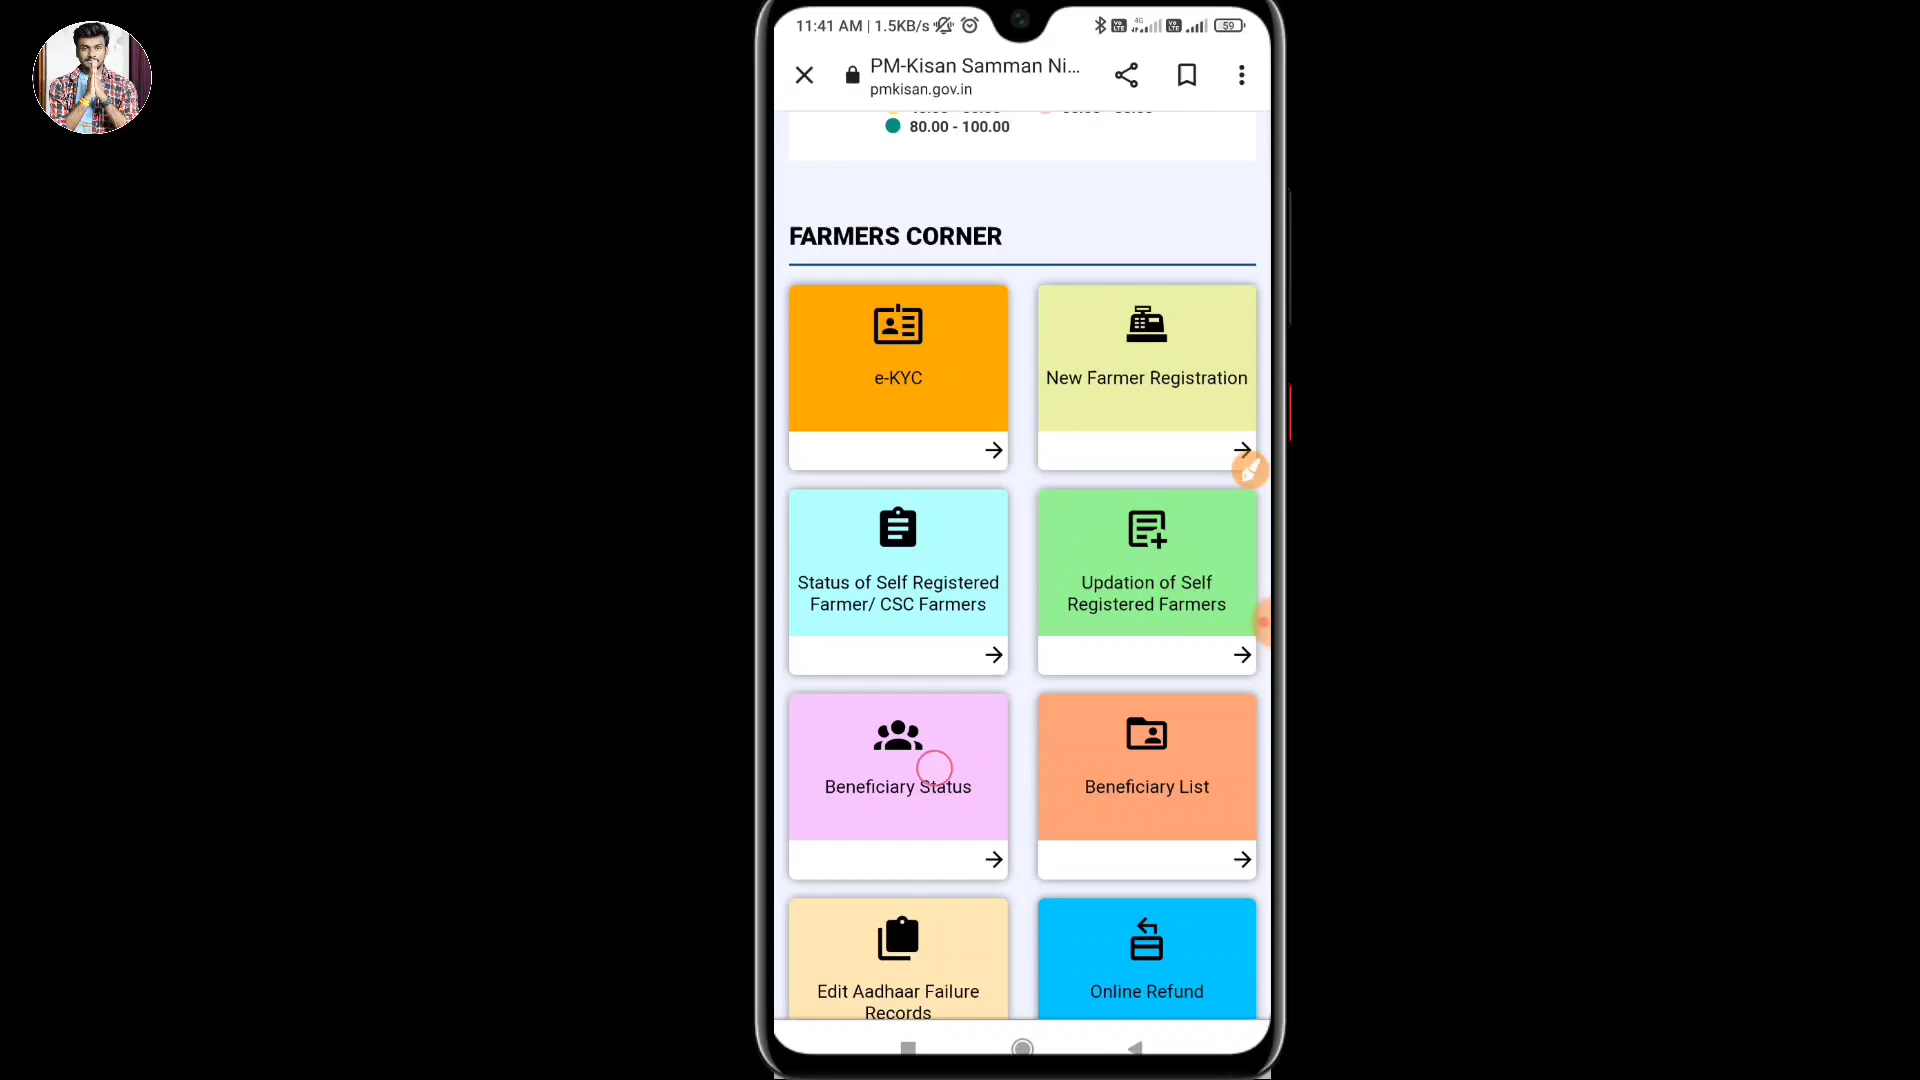 11:41 AM | 1.5KB/s
4G
59
PM-Kisan Samman Ni...
pmkisan.gov.in
80.00 - 100.00
FARMERS CORNER
e-KYC
New Farmer Registration
Status of Self Registered
Farmer/ CSC Farmers
Updation of Self
Registered Farmers
Beneficiary Status
Beneficiary List
Edit Aadhaar Failure
Records
Online Refund